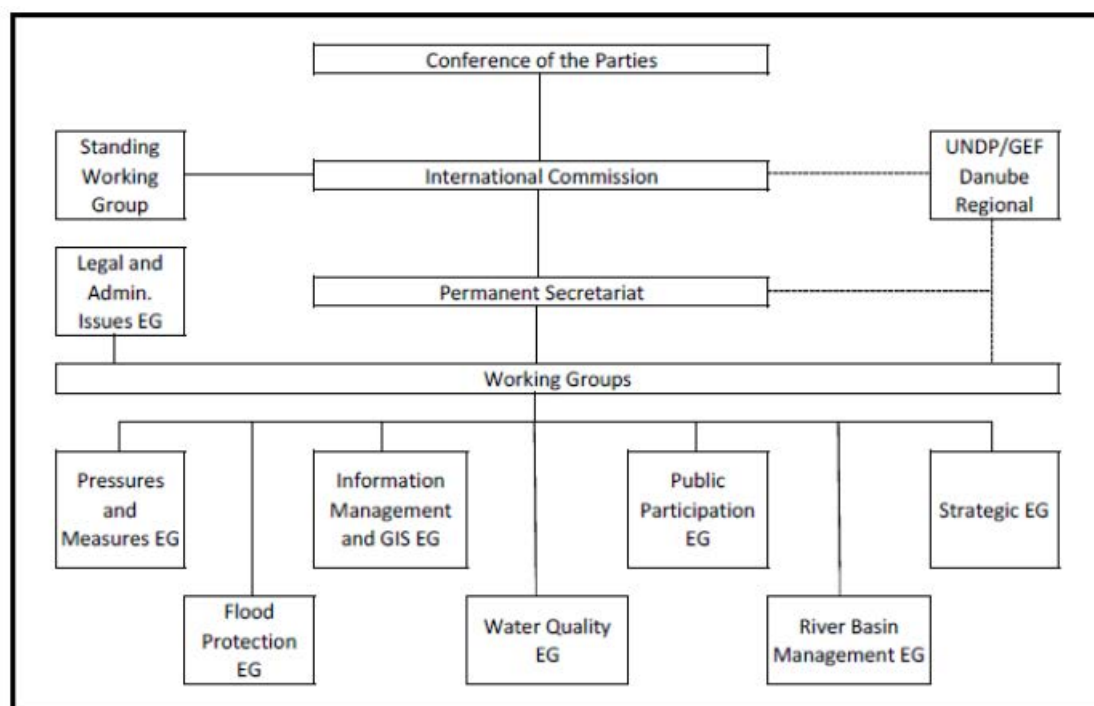 Conference of the Parties
Standing
Working
Group
International Commission
UNDP/GEF
Danube
Regional
Legal and
Admin.
Issues EG
Permanent Secretariat
Working Groups
Pressures
and
Measures EG
Information
Management
and GIS EG
Public
Participation
EG
Strategic EG
Flood
Protection
EG
Water Quality
EG
River Basin
Management EG